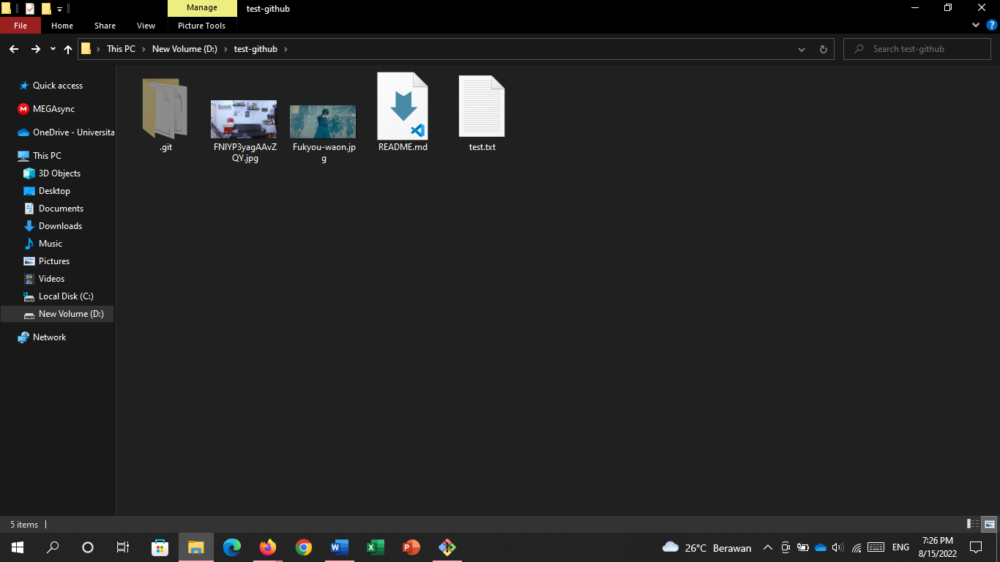 Manage
test-github
File
Home
Share
View
Picture Tools
This PC
New Volume (D:)
test-github
Search test-github
Quick access
MEGAsync
OneDrive - Universita
This PC
3D Objects
Desktop
Documents
Downloads
Music
Pictures
Videos
Local Disk (C:)
New Volume (D:)
Network
.git
FNIYP3yagAAvZ
QY.jpg
Fukyou-waon.jp
g
README.md
test.txt
5 items
26°C Berawan
ENG
7:26 PM
8/15/2022